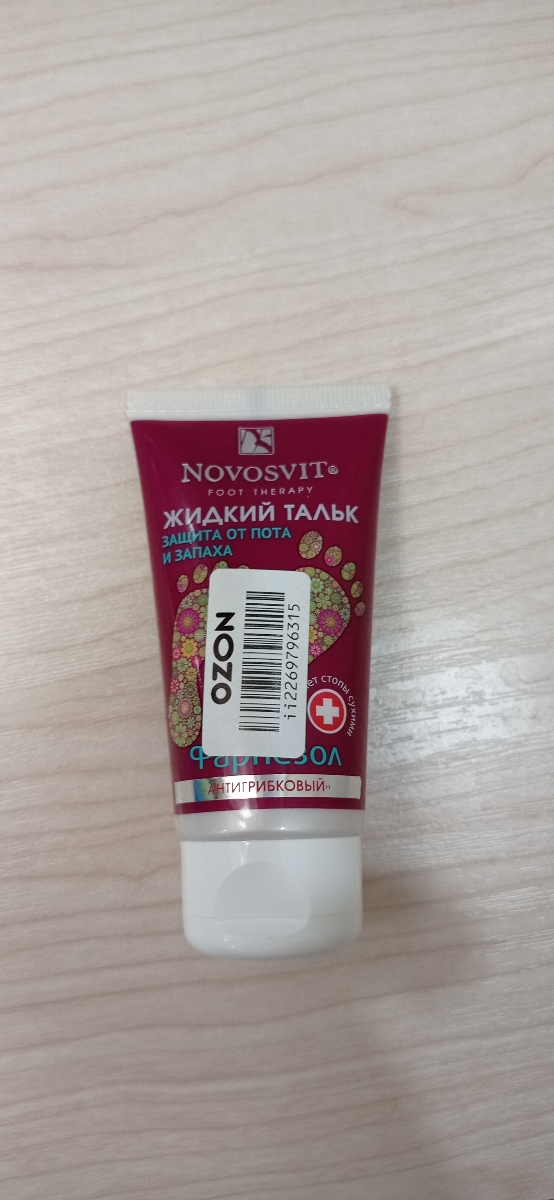 NOVOSVIT®
FOOT THERAPY
ЖИДКИЙ ТАЛЬК
ЗАЩИТА ОТ ПОТА
И ЗАПАХА
OZON
ii2269796315
стопы сухими
фарнезол
«АНТИГРИБКОВЫЙ»